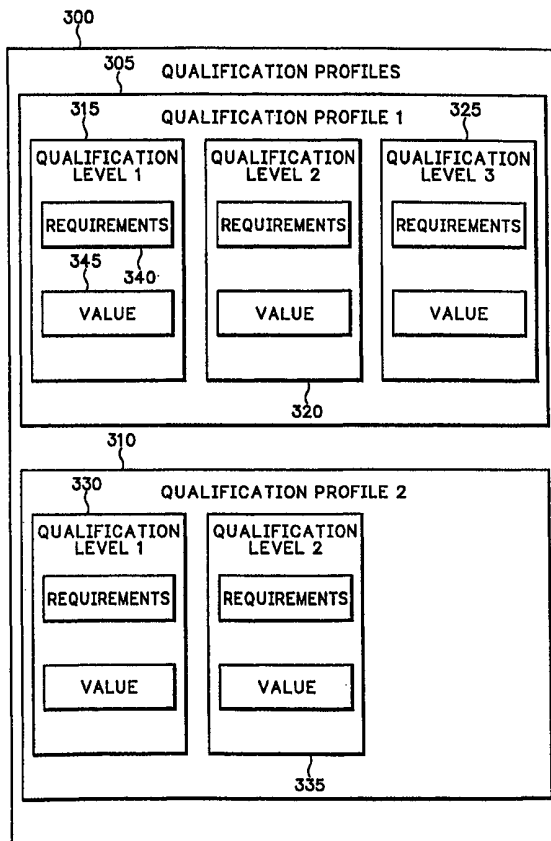 300
305
QUALIFICATION PROFILES
QUALIFICATION PROFILE 1
315
325
QUALIFICATION
LEVEL 1
QUALIFICATION
LEVEL 2
QUALIFICATION
LEVEL 3
REQUIREMENTS
REQUIREMENTS
REQUIREMENTS
345
340
VALUE
VALUE
VALUE
320
310
330
QUALIFICATION PROFILE 2
QUALIFICATION
LEVEL 1
QUALIFICATION
LEVEL 2
REQUIREMENTS
REQUIREMENTS
VALUE
VALUE
335